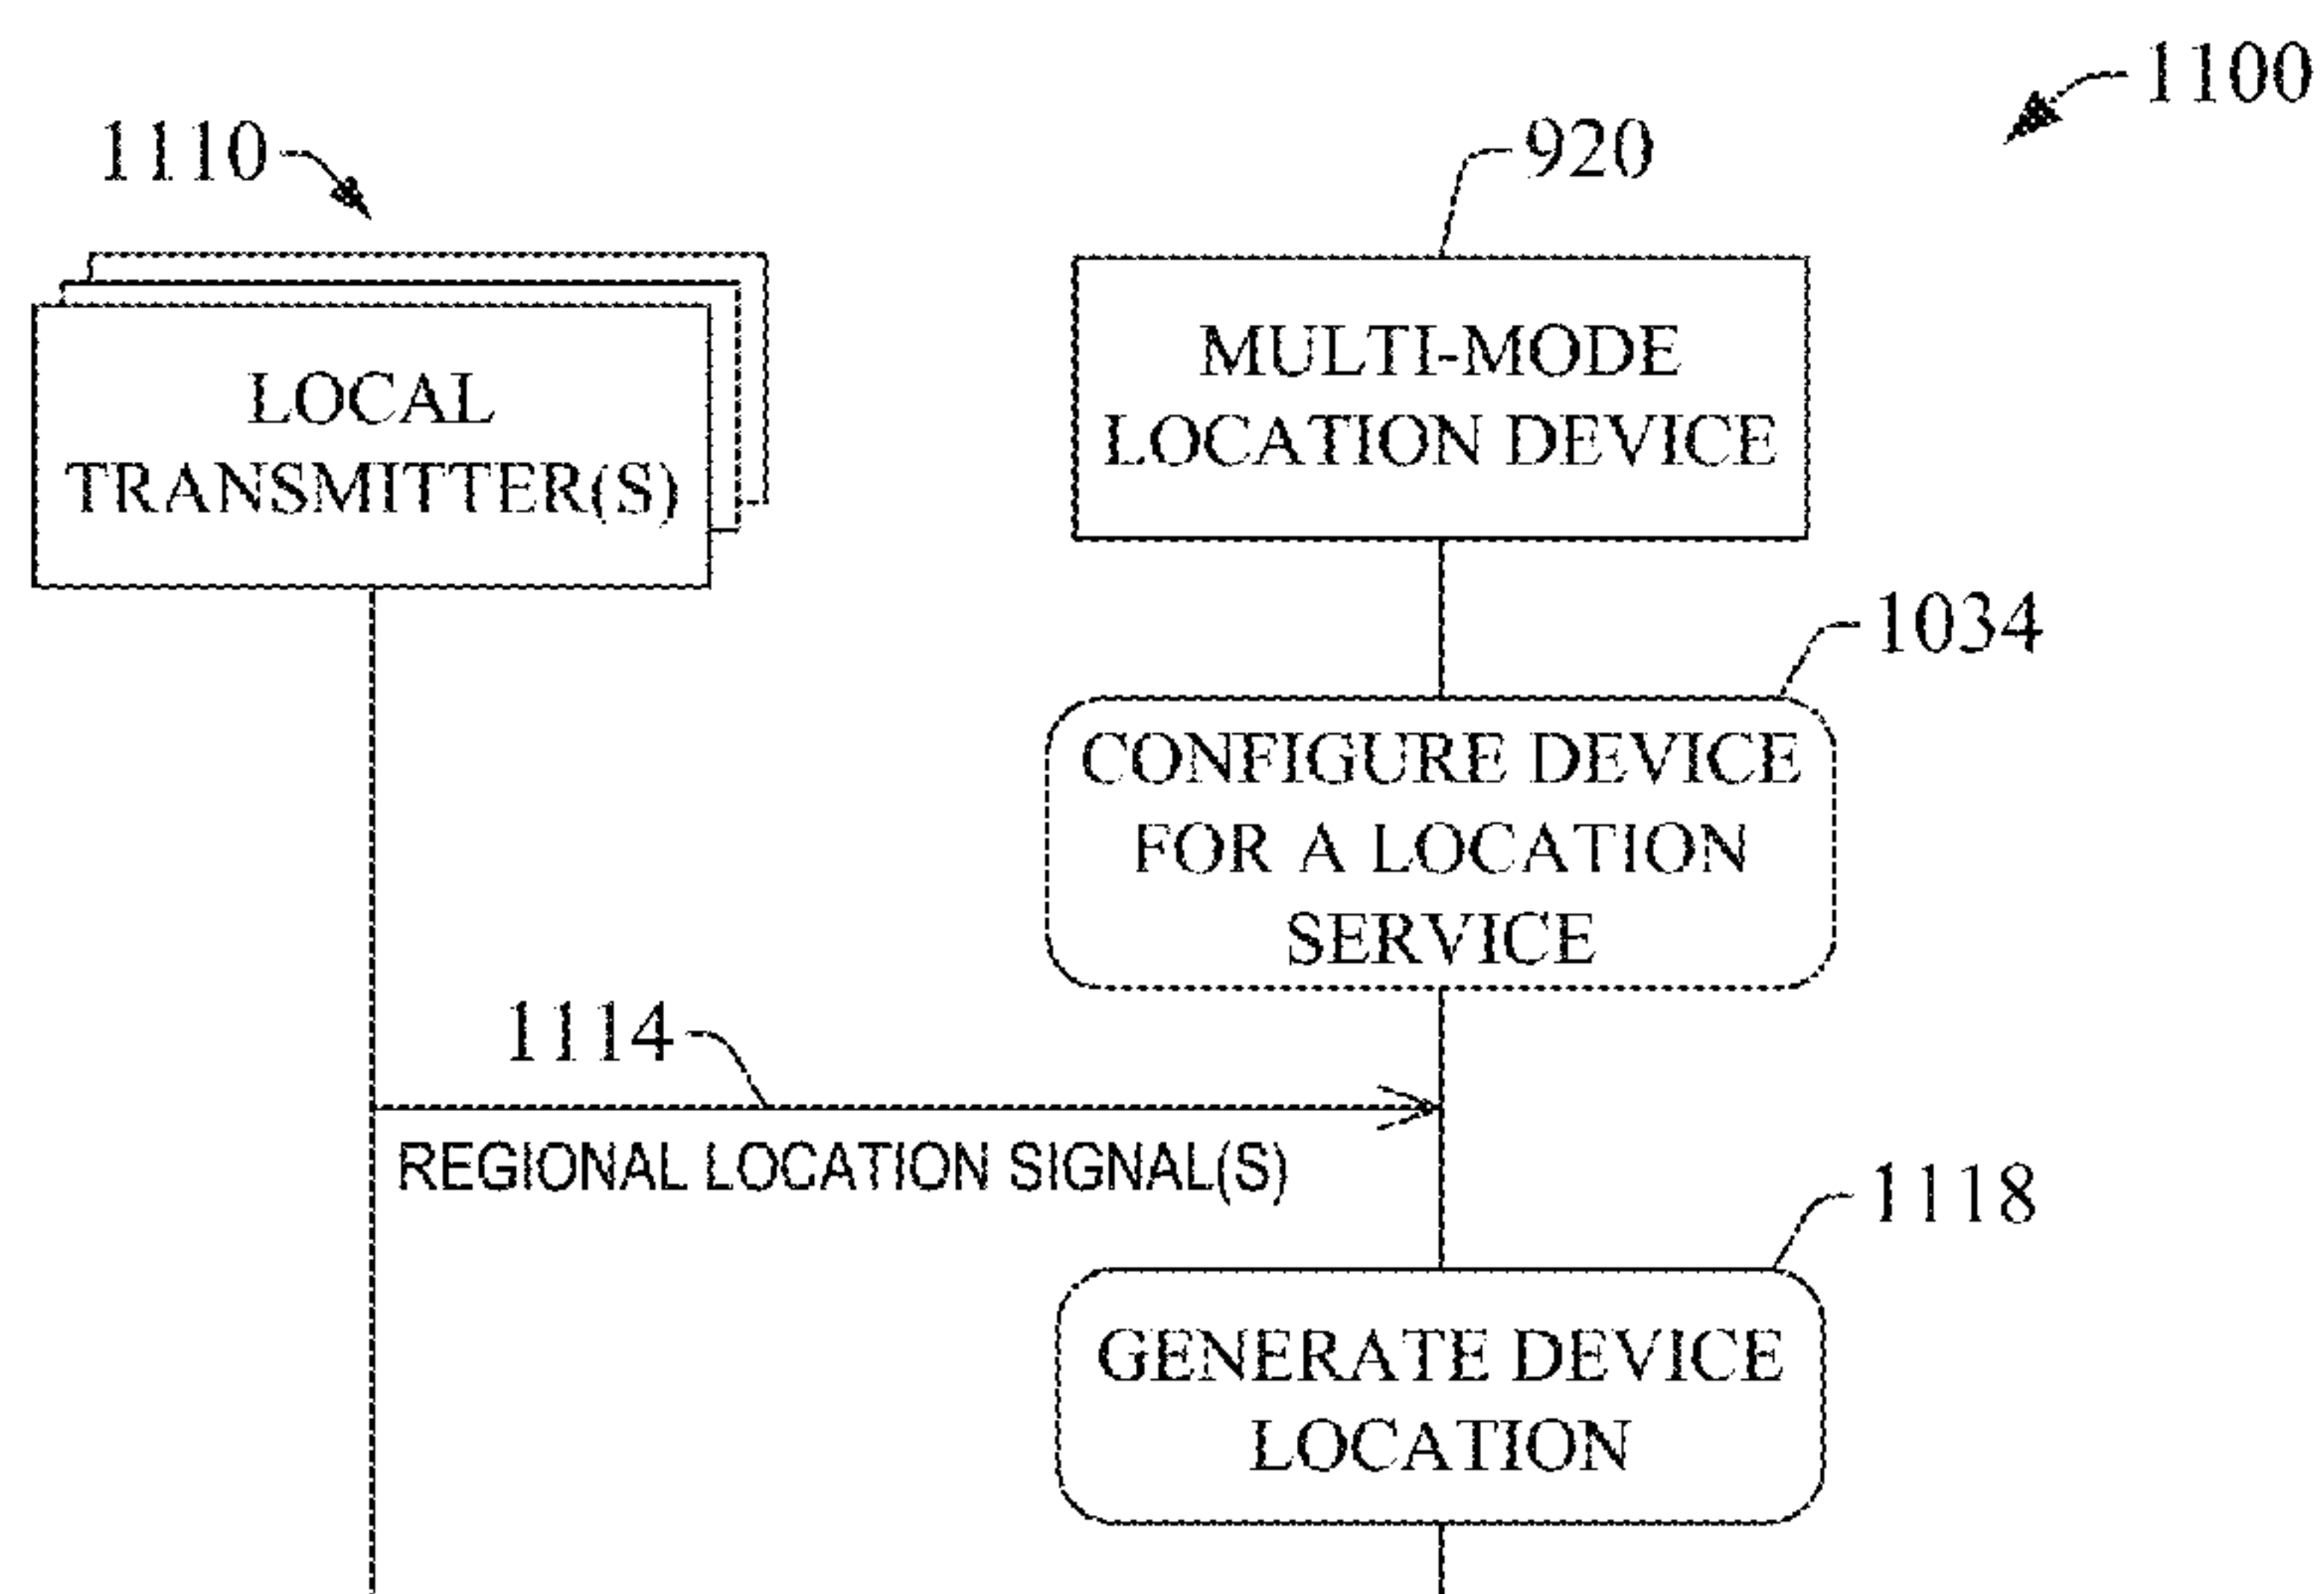 1100
1110
920
LOCAL
TRANSMITTER(S)
MULTI-MODE
LOCATION DEVICE
1034
CONFIGURE DEVICE
FOR A LOCATION
SERVICE
1114
REGIONAL LOCATION SIGNAL(S)
1118
GENERATE DEVICE
LOCATION